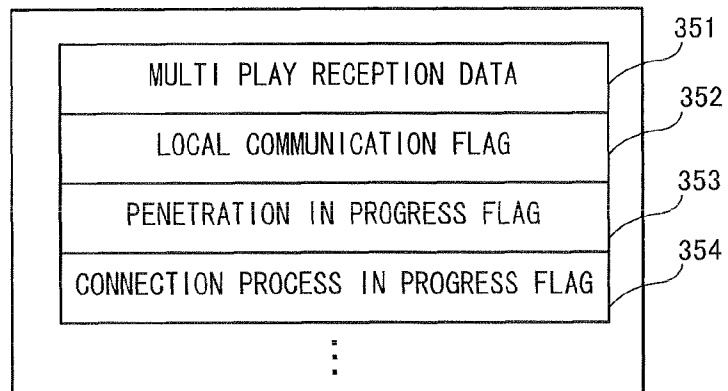 351
MULTI PLAY RECEPTION DATA
352
LOCAL COMMUNICATION FLAG
353
PENETRATION IN PROGRESS FLAG
354
CONNECTION PROCESS IN PROGRESS FLAG